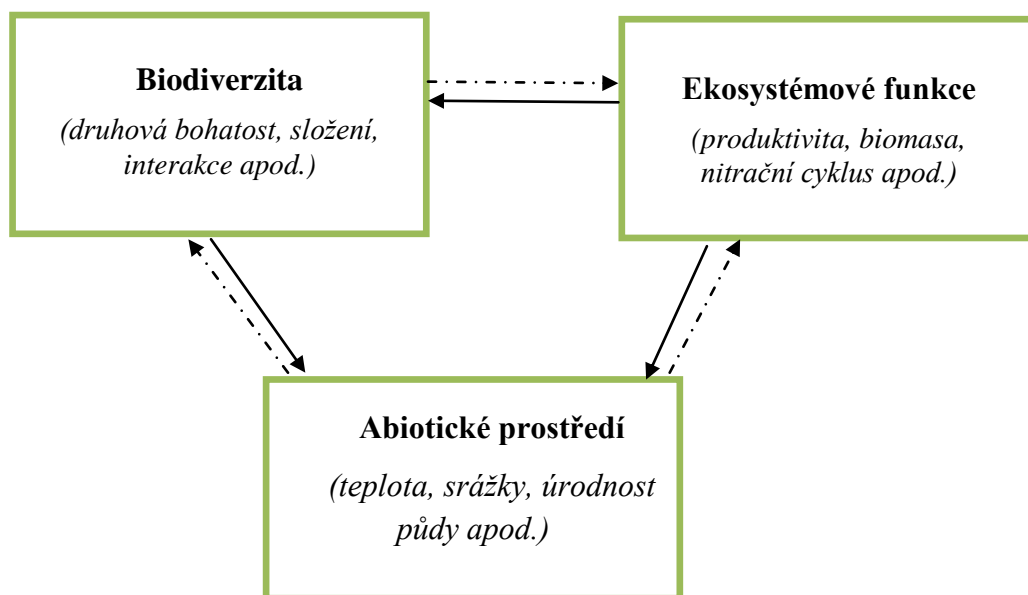 Biodiverzita
(druhová bohatost, složení,
interakce apod.)
Ekosystémové funkce
(produktivita, biomasa,
nitrační cyklus apod.)
Abiotické prostředí
(teplota, srážky, úrodnost
půdy apod.)